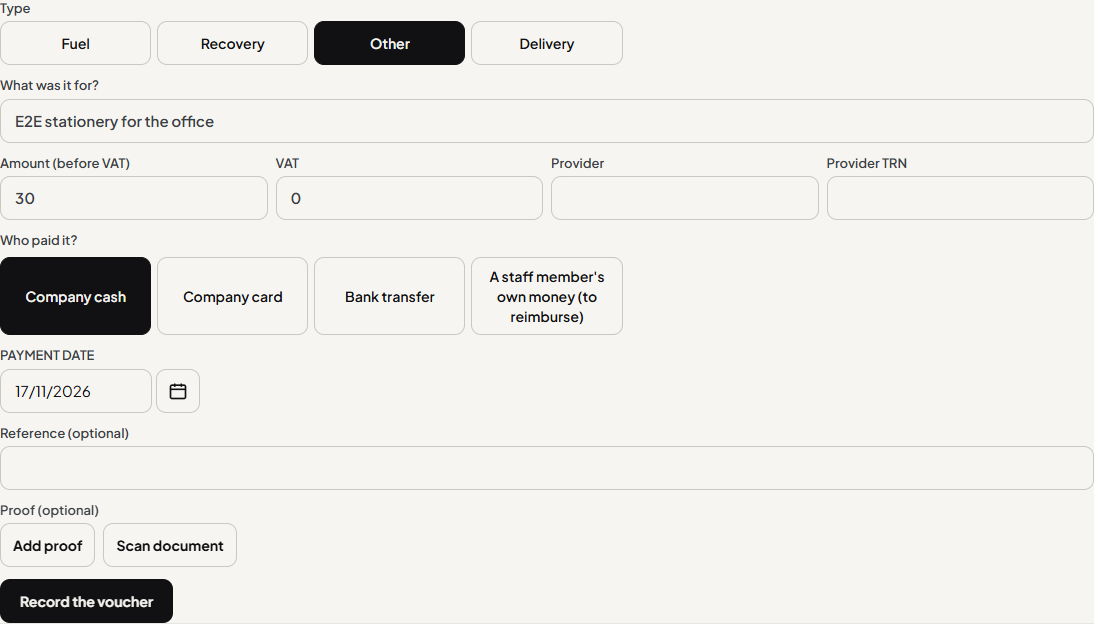 Type
Fuel Recovery Other Delivery
What was it for?
E2E stationery for the office
Amount (before VAT) VAT Provider Provider TRN
30 0
Who paid it?
Company cash Company card Bank transfer A staff member's own money (to reimburse)
PAYMENT DATE
17/11/2026
Reference (optional)
Proof (optional)
Add proof Scan document
Record the voucher